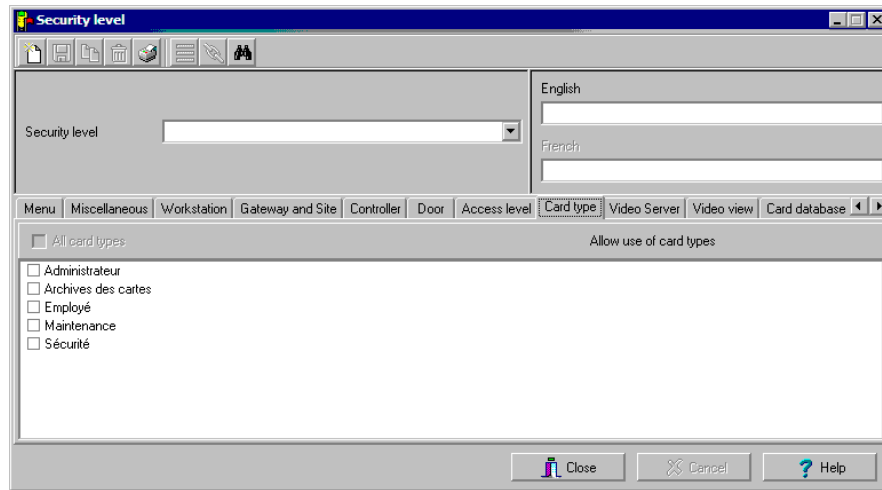 Security level
English
Security level
French
Menu Miscellaneous Workstation Gateway and Site Controller Door Access level Card type Video Server Video view Card database
All card types Allow use of card types
Administrateur
Archives des cartes
Employé
Maintenance
Sécurité
Close Cancel Help